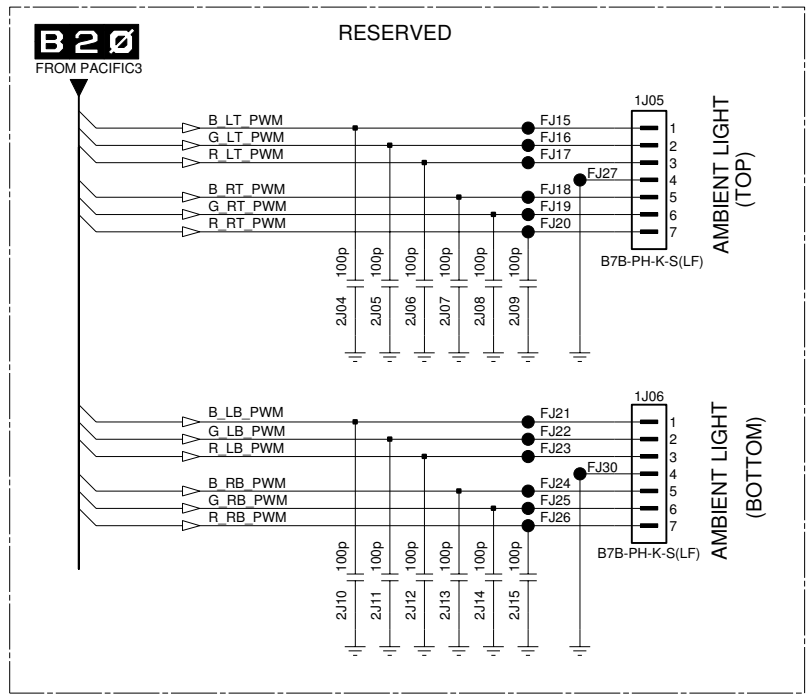 B20
RESERVED
FROM PACIFIC3
1J05
B_LT_PWM
FJ15
1
G_LT_PWM
FJ16
2
R_LT_PWM
FJ17
3
FJ27
4
B_RT_PWM
FJ18
5
G_RT_PWM
FJ19
6
R_RT_PWM
FJ20
7
AMBIENT LIGHT
(TOP)
B7B-PH-K-S(LF)
100p
100p
100p
100p
100p
100p
2J04
2J05
2J06
2J07
2J08
2J09
1J06
B_LB_PWM
FJ21
1
G_LB_PWM
FJ22
2
R_LB_PWM
FJ23
3
FJ30
4
B_RB_PWM
FJ24
5
G_RB_PWM
FJ25
6
R_RB_PWM
FJ26
7
AMBIENT LIGHT
(BOTTOM)
B7B-PH-K-S(LF)
100p
100p
100p
100p
100p
100p
2J10
2J11
2J12
2J13
2J14
2J15